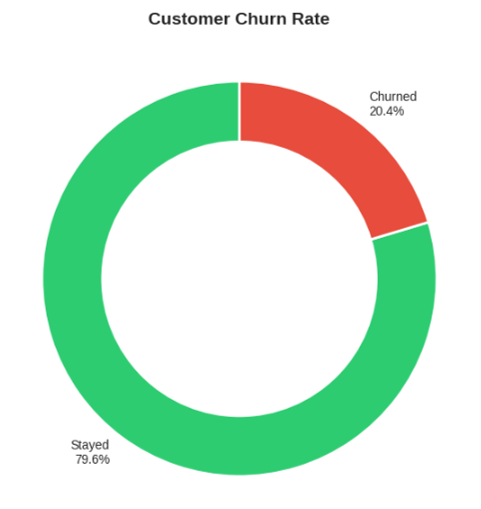 Customer Churn Rate
Churned
20.4%
Stayed
79.6%